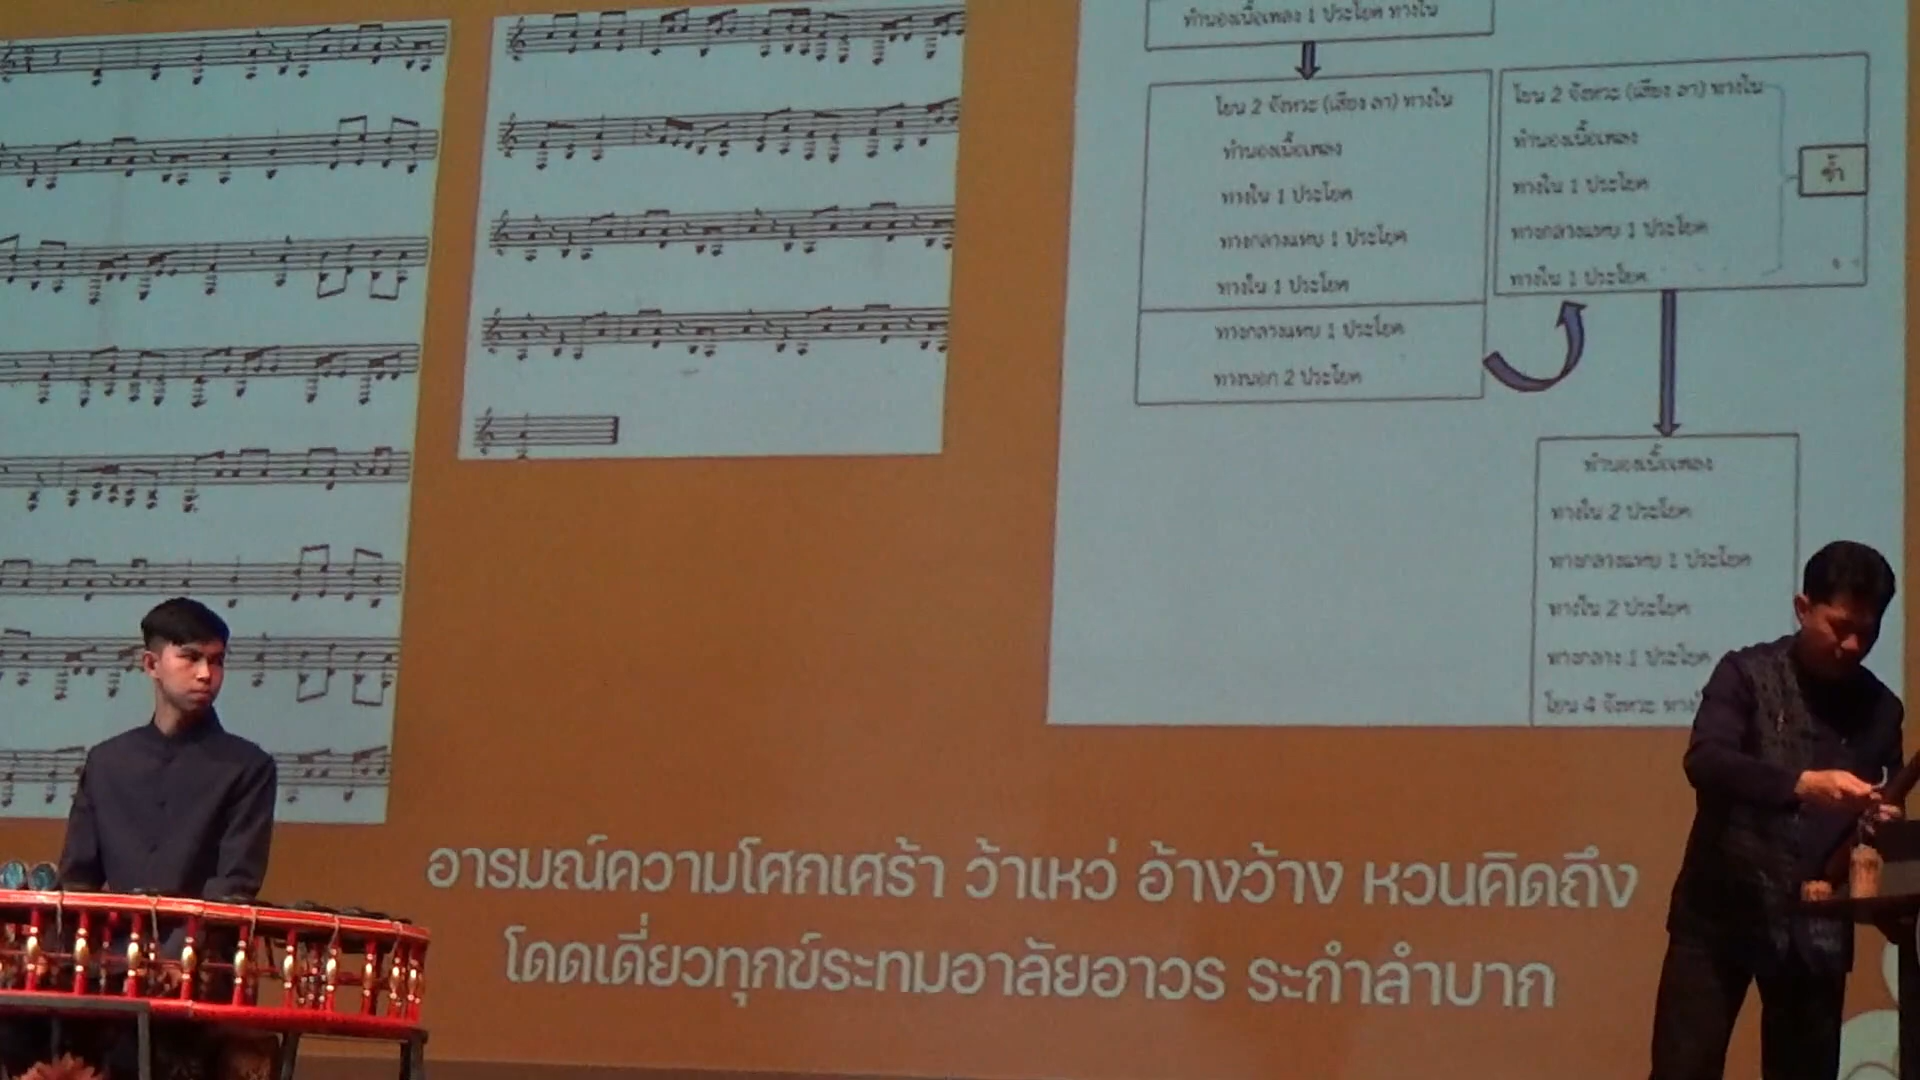 ทำนองเนื้อเพลง 1 ประโยค ทางใน
โยน 2 จังหวะ (เสียง ลา) ทางใน
ทำนองเนื้อเพลง
ทางใน 1 ประโยค
ทางกลางแหบ 1 ประโยค
ทางใน 1 ประโยค
ทางกลางแหบ 1 ประโยค
ทางนอก 2 ประโยค
โยน 2 จังหวะ (เสียง ลา) ทางใน
ทำนองเนื้อเพลง
ทางใน 1 ประโยค
ทางกลางแหบ 1 ประโยค
ทางใน 1 ประโยค
ซ้ำ
ทำนองเนื้อเพลง
ทางใน 2 ประโยค
ทางกลางแหบ 1 ประโยค
ทางใน 2 ประโยค
ทางกลาง 1 ประโยค
โยน 4 จังหวะ
อารมณ์ความโศกเศร้า ว้าเหว่ อ้างว้าง หวนคิดถึง
โดดเดี่ยวทุกข์ระทมอาลัยอาวร ระกำลำบาก